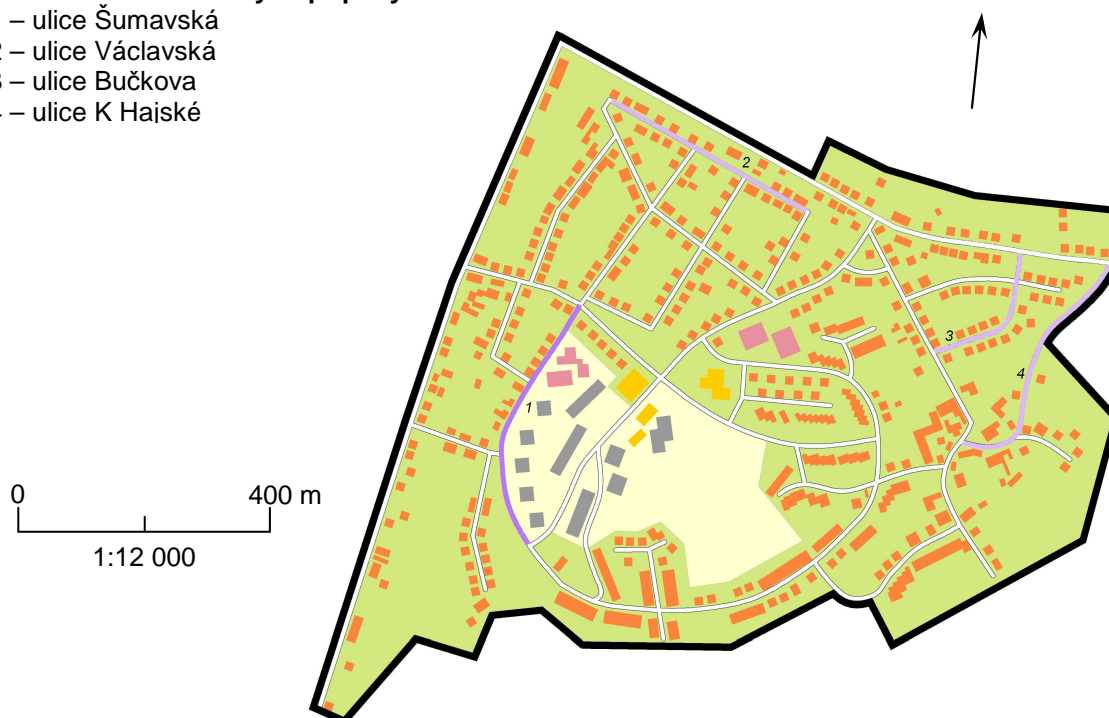 – ulice Šumavská
– ulice Václavská
– ulice Bučkova
– ulice K Hajské
2
3
4
1
0 400 m
1:12 000